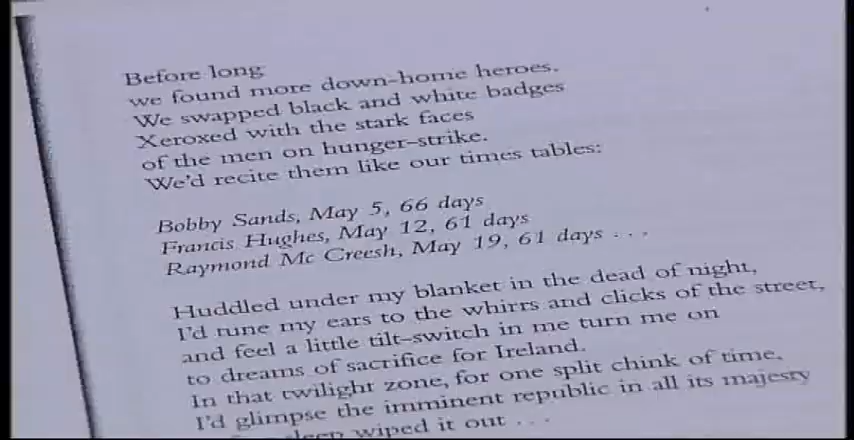 Before long
we found more down-home heroes.
We swapped black and white badges
Xeroxed with the stark faces
of the men on hunger-strike.
We'd recite them like our times tables:
Bobby Sands, May 5, 66 days
Francis Hughes, May 12, 61 days
Raymond Mc Creesh, May 19, 61 days . . .
Huddled under my blanket in the dead of night,
I'd tune my ears to the whirrs and clicks of the street,
and feel a little tilt-switch in me turn me on
to dreams of sacrifice for Ireland.
In that twilight zone, for one split chink of time,
I'd glimpse the imminent republic in all its majesty
sleep wiped it out . . .